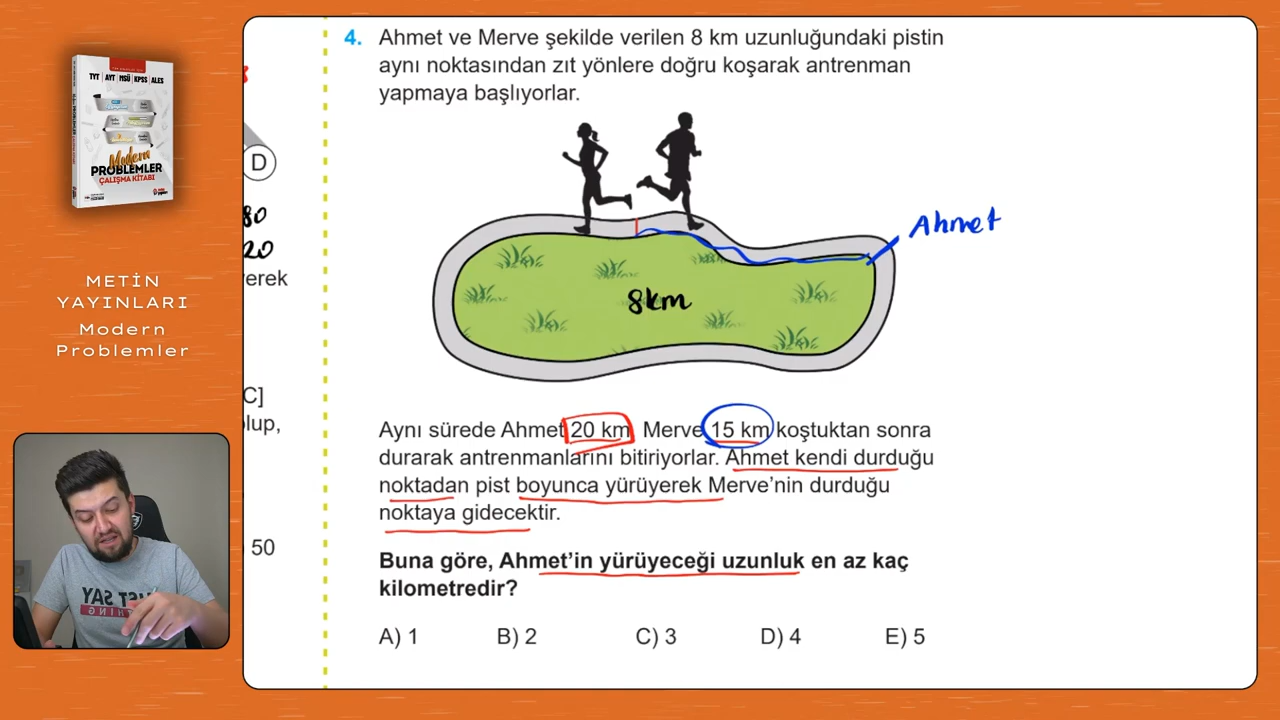 TYT AYT MSÜ KPSS ALES
Modern
PROBLEMLER
ÇALIŞMA KİTABI
METİN
YAYINLARI
Modern
Problemler
D
80
20
erek
C]
olup,
50
4. Ahmet ve Merve şekilde verilen 8 km uzunluğundaki pistin
aynı noktasından zıt yönlere doğru koşarak antrenman
yapmaya başlıyorlar.
Ahmet
8km
Aynı sürede Ahmet 20 km Merve 15 km koştuktan sonra
durarak antrenmanlarını bitiriyorlar. Ahmet kendi durduğu
noktadan pist boyunca yürüyerek Merve’nin durduğu
noktaya gidecektir.
Buna göre, Ahmet’in yürüyeceği uzunluk en az kaç
kilometredir?
A) 1 B) 2 C) 3 D) 4 E) 5